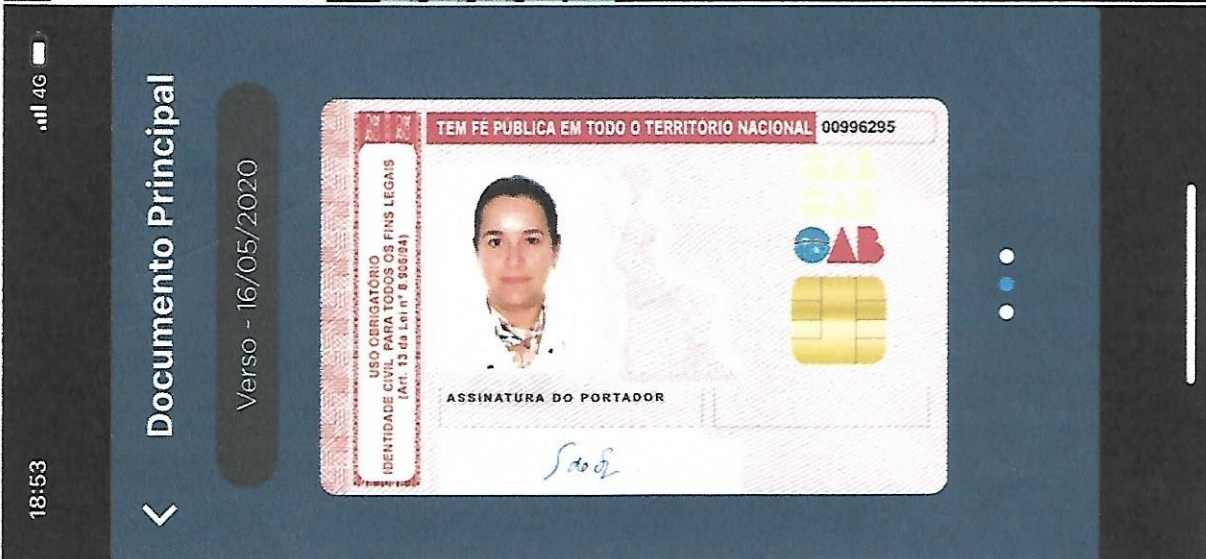 18:53
4G
Documento Principal
Verso - 16/05/2020
TEM FÉ PÚBLICA EM TODO O TERRITÓRIO NACIONAL 00996295
USO OBRIGATÓRIO
IDENTIDADE CIVIL PARA TODOS OS FINS LEGAIS
(Art. 13 da Lei nº 8.906/94)
OAB
ASSINATURA DO PORTADOR